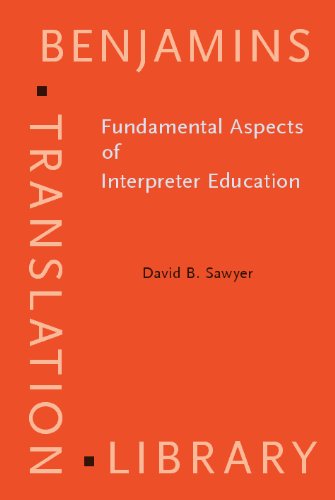 BENJAMINS
TRANSLATION
LIBRARY
Fundamental Aspects
of
Interpreter Education
David B. Sawyer